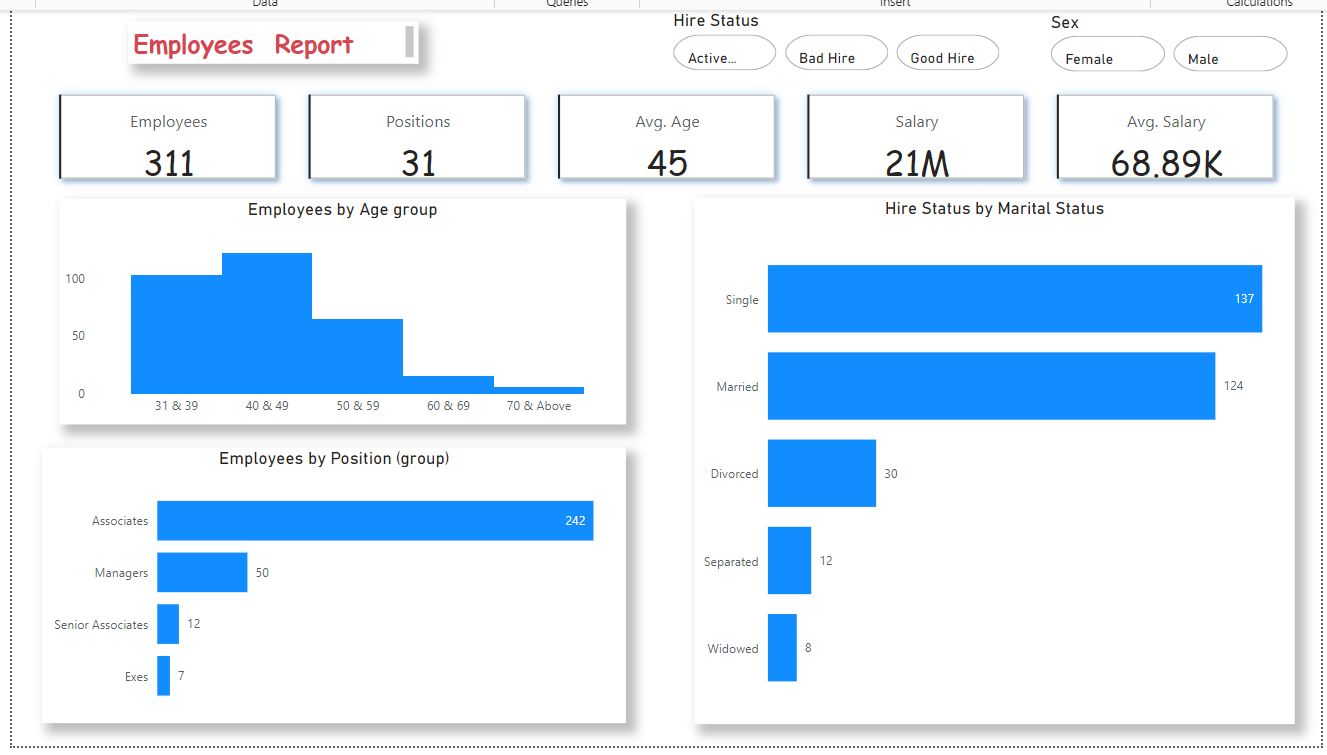 Data
Queries
Insert
Calculations
Employees Report
Hire Status
Active...
Bad Hire
Good Hire
Sex
Female
Male
Employees
311
Positions
31
Avg. Age
45
Salary
21M
Avg. Salary
68.89K
Employees by Age group
100
50
0
31 & 39
40 & 49
50 & 59
60 & 69
70 & Above
Employees by Position (group)
Associates
242
Managers
50
Senior Associates
12
Exes
7
Hire Status by Marital Status
Single
137
Married
124
Divorced
30
Separated
12
Widowed
8